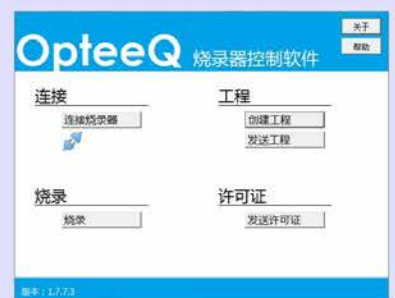 关于
OpteeQ 烧录器控制软件
帮助
连接
连接烧录器
工程
创建工程
发送工程
烧录
烧录
许可证
发送许可证
版本：1.7.7.3